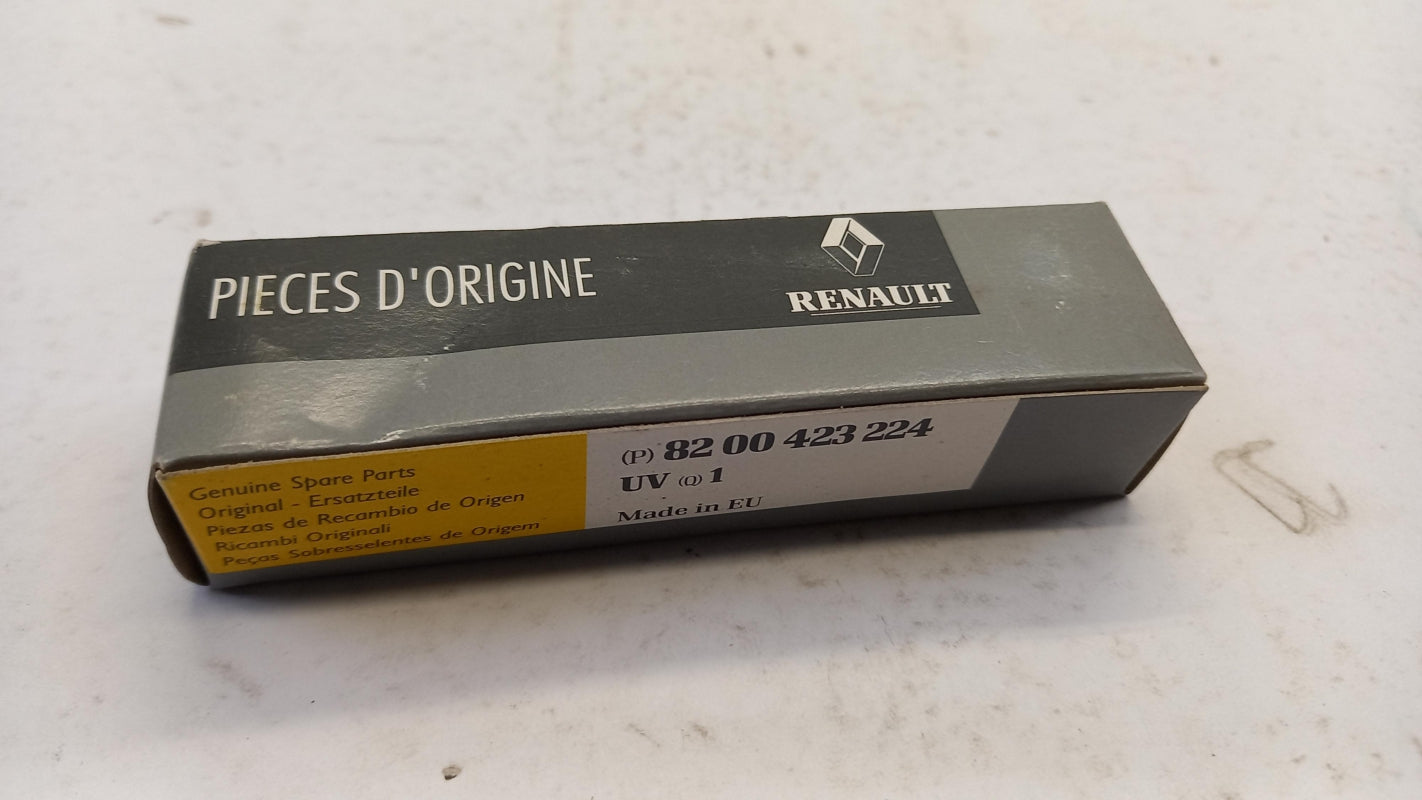 PIECES D'ORIGINE
RENAULT
Genuine Spare Parts
Original - Ersatzteile
Piezas de Recambio de Origen
Ricambi Originali
Peças Sobresselentes de Origem
(P) 82 00 423 224
UV (Q) 1
Made in EU